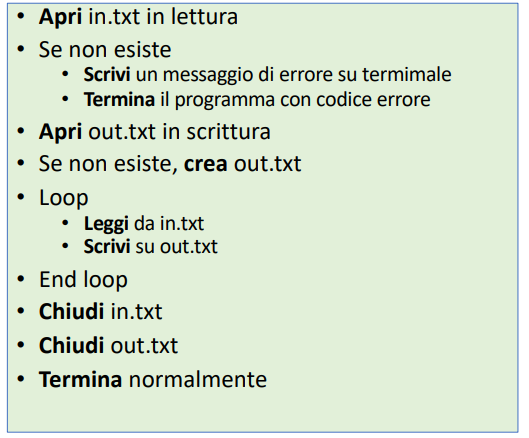 • Apri in.txt in lettura
• Se non esiste
• Scrivi un messaggio di errore su termimale
• Termina il programma con codice errore
• Apri out.txt in scrittura
• Se non esiste, crea out.txt
• Loop
• Leggi da in.txt
• Scrivi su out.txt
• End loop
• Chiudi in.txt
• Chiudi out.txt
• Termina normalmente